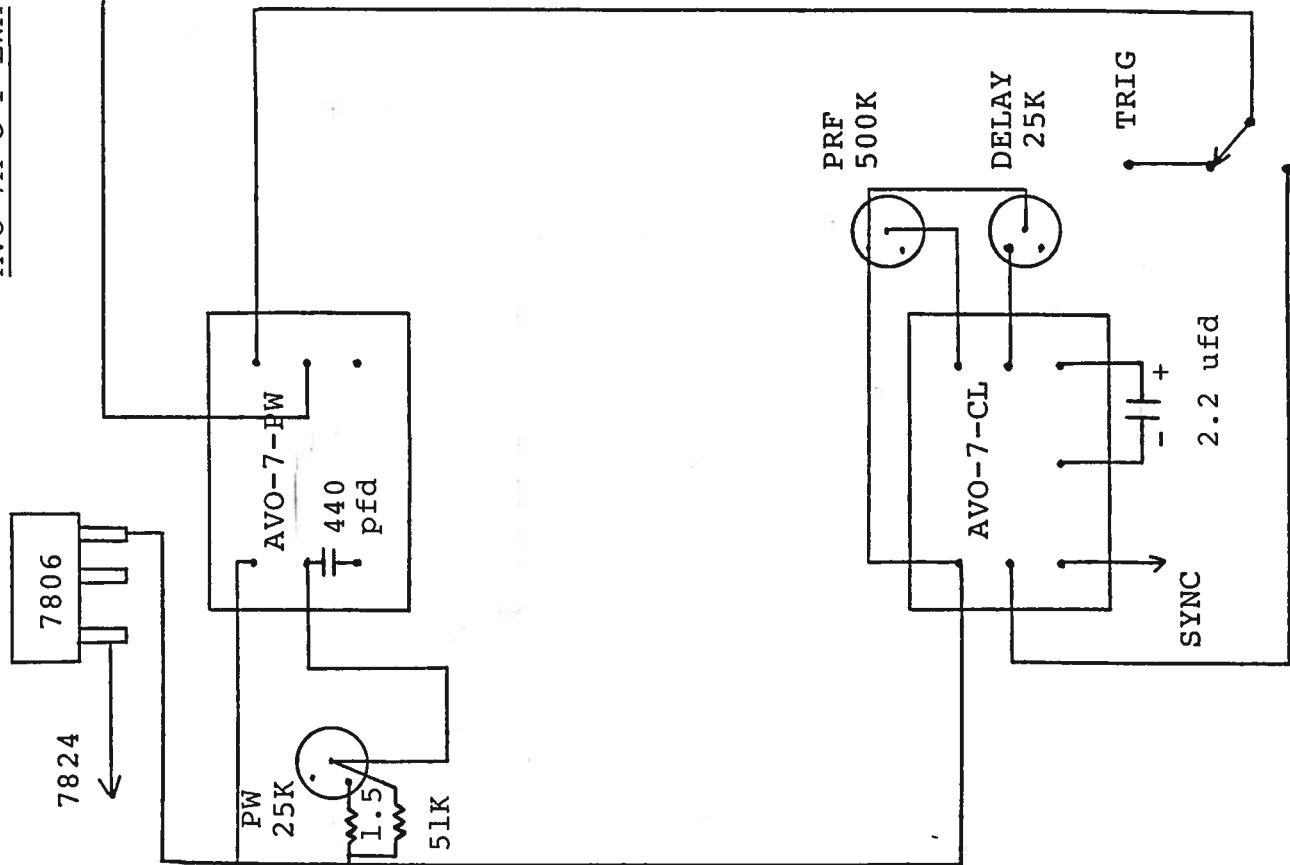 7806
7824
AVO-7-PW
440
pfd
PW
25K
1.5
51K
PRF
500K
DELAY
25K
TRIG
AVO-7-CL
- +
2.2 ufd
SYNC